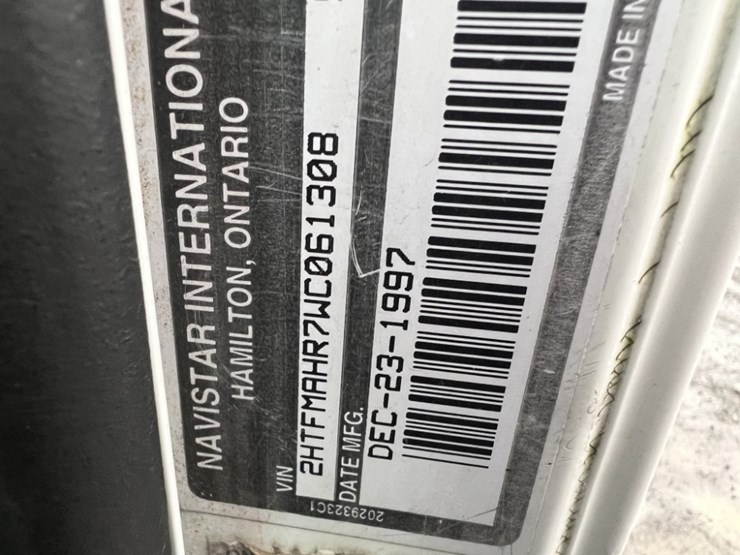 NAVISTAR INTERNATIONA
HAMILTON, ONTARIO
VIN
2HTFMAHR7WC061308
DATE MFG.
DEC-23-1997
MADE IN
2029323C1